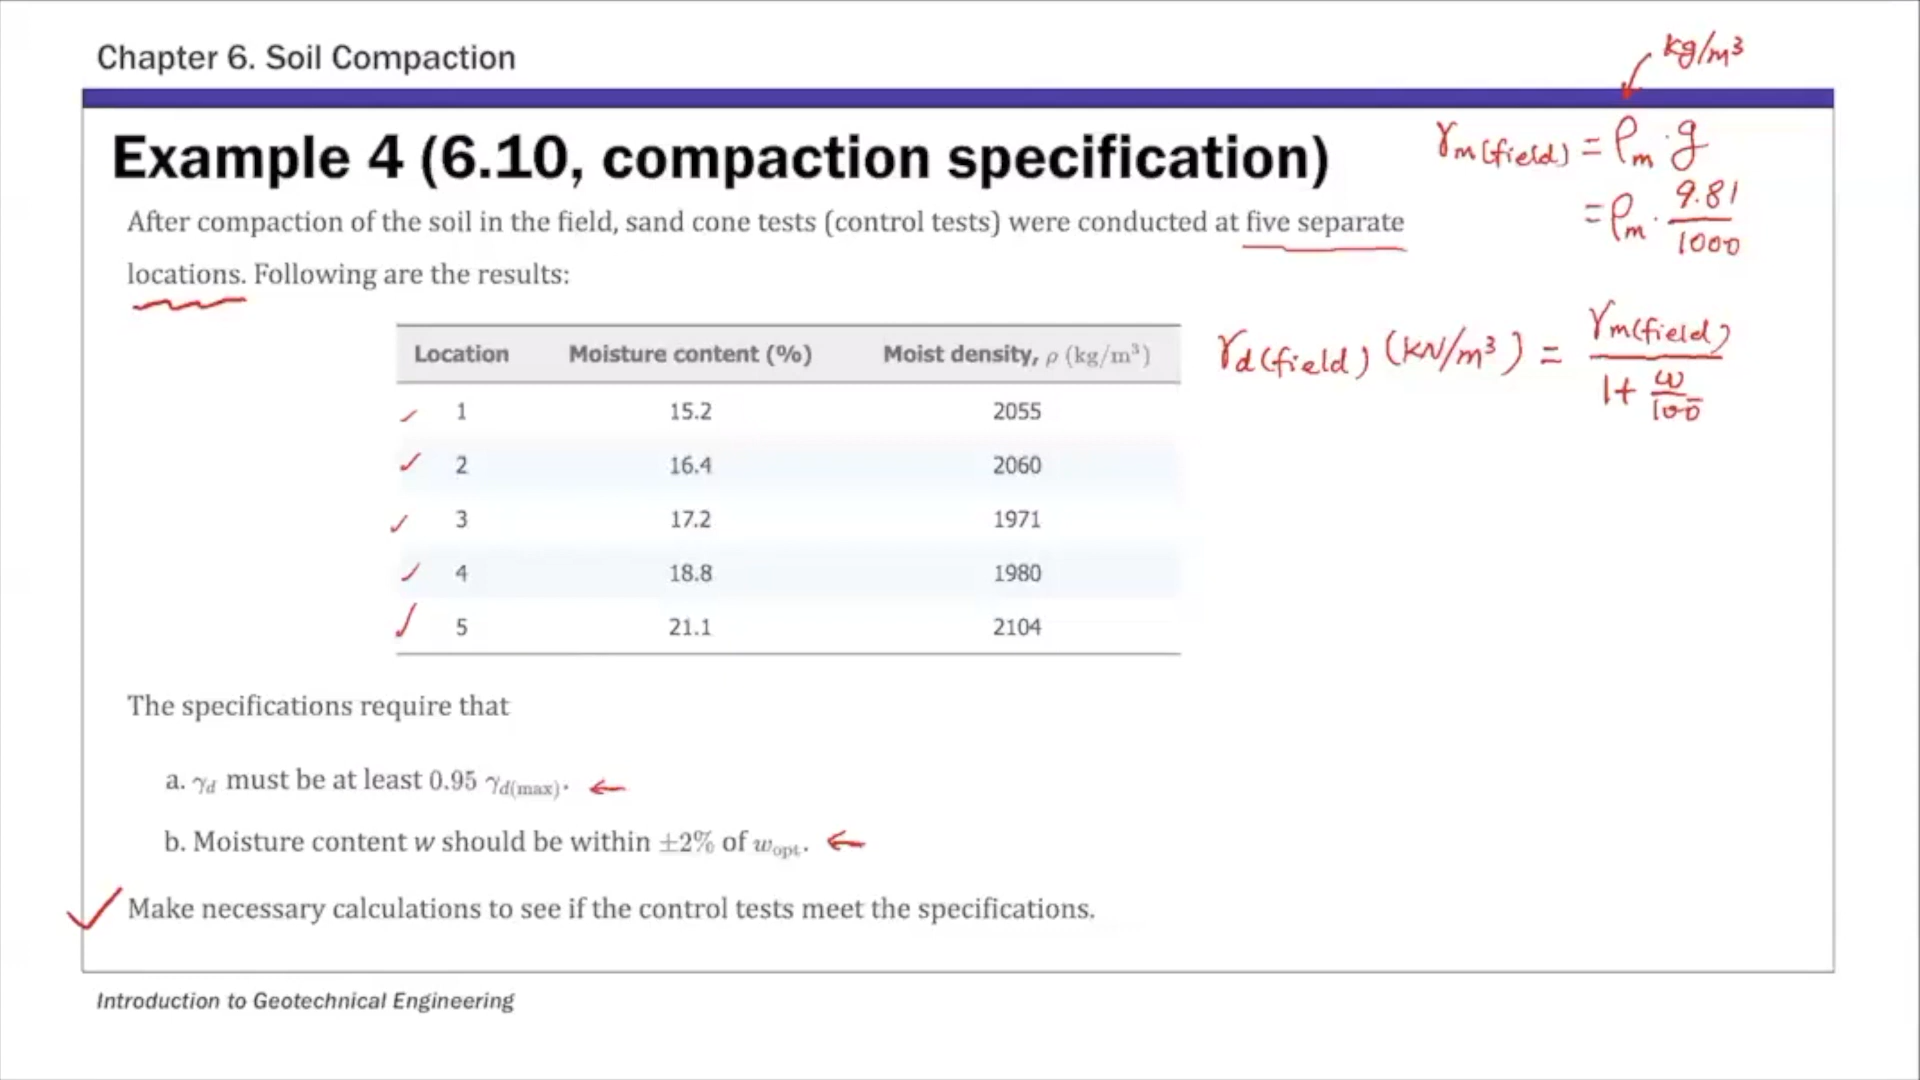 Chapter 6. Soil Compaction
kg/m³
Example 4 (6.10, compaction specification)
γm(field) = ρm · g
= ρm · 9.81/1000
After compaction of the soil in the field, sand cone tests (control tests) were conducted at five separate
locations. Following are the results:
Location Moisture content (%) Moist density, ρ (kg/m³)
γd(field) (kN/m³) = γm(field) / 1+ ω/100
1 15.2 2055
2 16.4 2060
3 17.2 1971
4 18.8 1980
5 21.1 2104
The specifications require that
a. γd must be at least 0.95 γd(max).
b. Moisture content w should be within ±2% of wopt.
Make necessary calculations to see if the control tests meet the specifications.
Introduction to Geotechnical Engineering